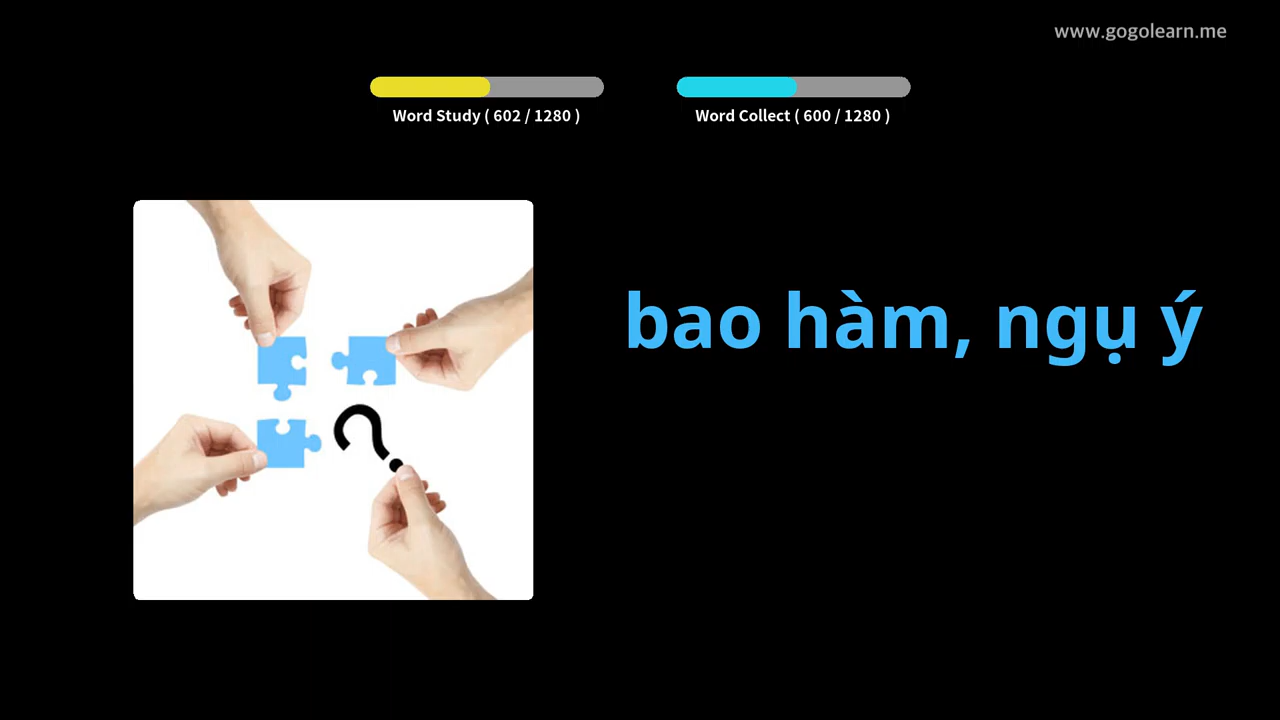 www.gogolearn.me
Word Study ( 602 / 1280 )
Word Collect ( 600 / 1280 )
bao hàm, ngụ ý
?